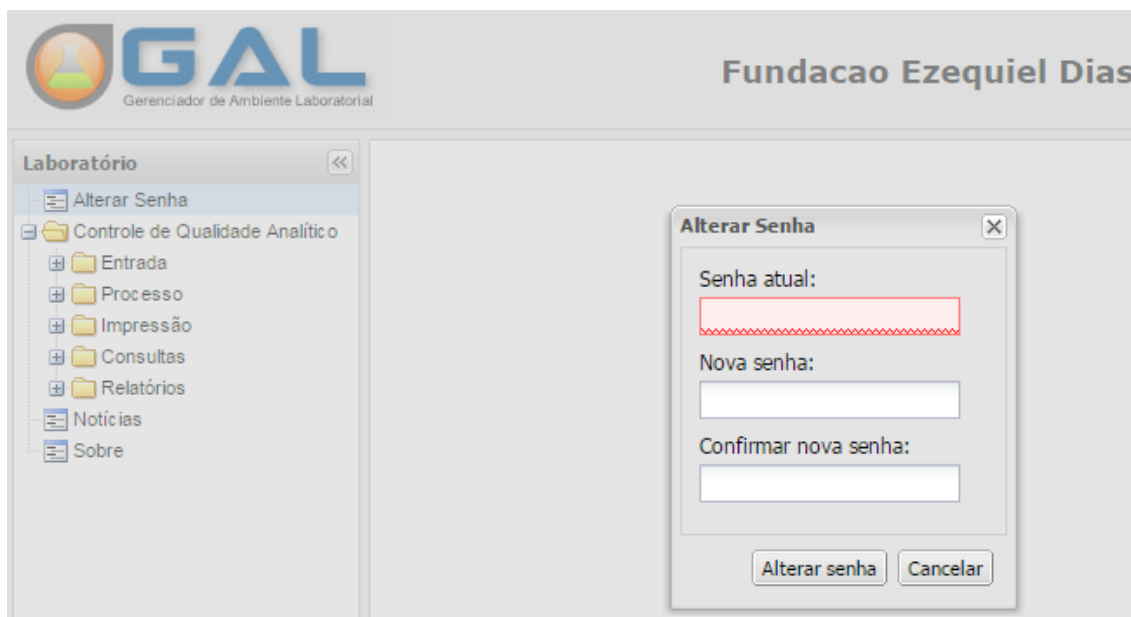 GAL
Gerenciador de Ambiente Laboratorial
Fundacao Ezequiel Dias
Laboratório
Alterar Senha
Controle de Qualidade Analítico
Entrada
Processo
Impressão
Consultas
Relatórios
Notícias
Sobre
Alterar Senha
Senha atual:
Nova senha:
Confirmar nova senha:
Alterar senha Cancelar